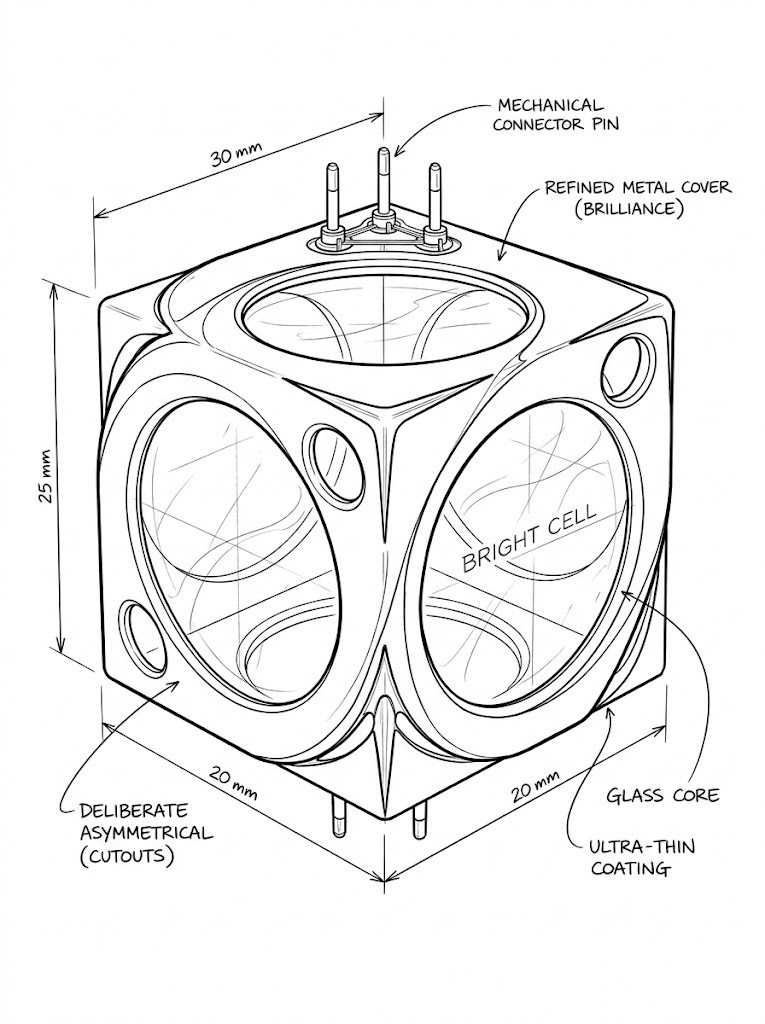 MECHANICAL
CONNECTOR PIN
30 mm
REFINED METAL COVER
(BRILLIANCE)
25 mm
BRIGHT CELL
20 mm
20 mm
GLASS CORE
DELIBERATE
ASYMMETRICAL
(CUTOUTS)
ULTRA-THIN
COATING